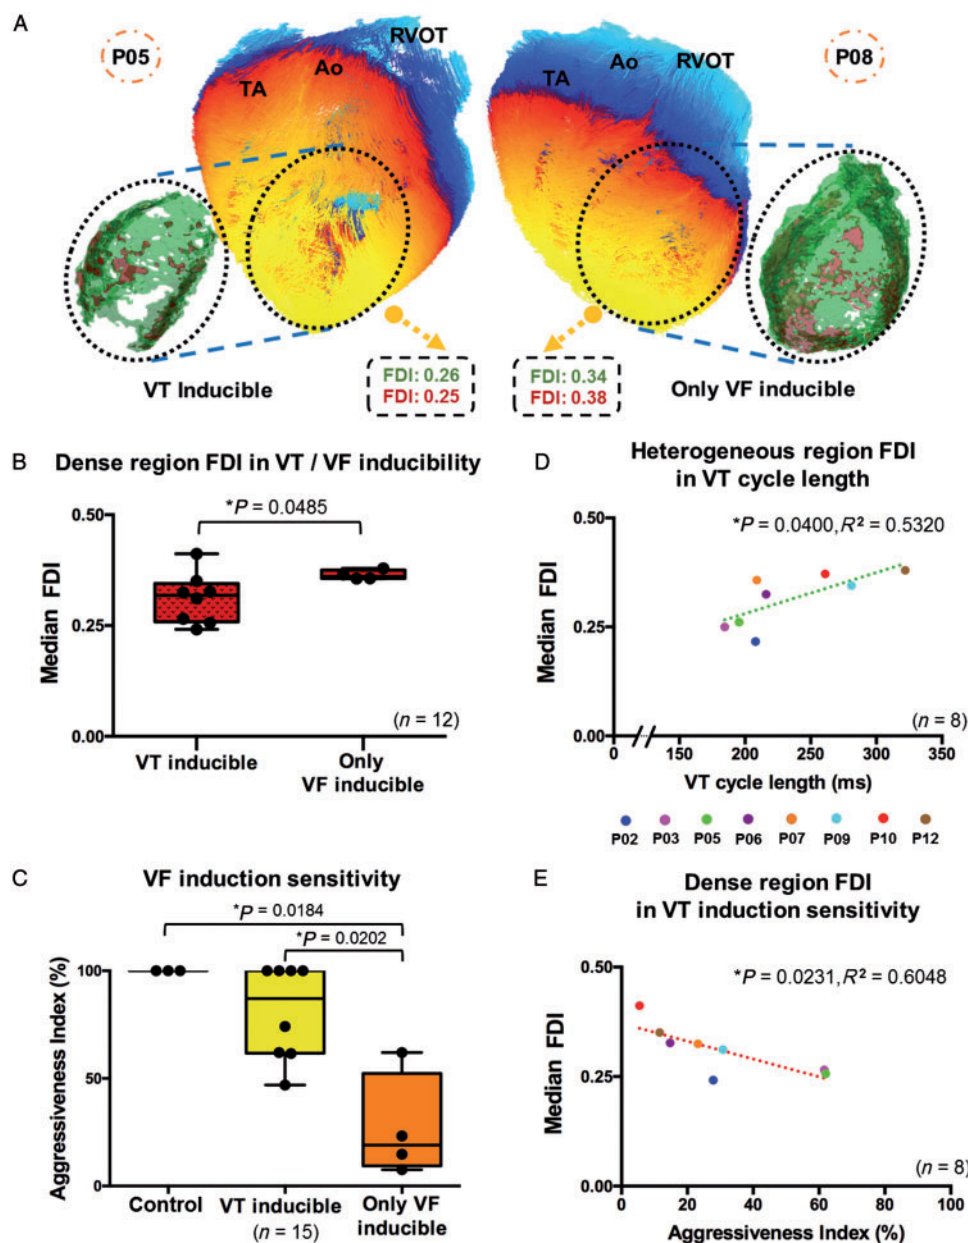 A
P05
TA
Ao
RVOT
TA
Ao
RVOT
P08
VT Inducible
FDI: 0.26
FDI: 0.25
FDI: 0.34
FDI: 0.38
Only VF inducible
B
Dense region FDI in VT / VF inducibility
*P = 0.0485
0.50
0.25
0.00
Median FDI
(n = 12)
VT inducible
Only
VF inducible
D
Heterogeneous region FDI
in VT cycle length
*P = 0.0400, R² = 0.5320
0.50
0.25
0.00
Median FDI
(n = 8)
0
150
200
250
300
350
VT cycle length (ms)
P02
P03
P05
P06
P07
P09
P10
P12
C
VF induction sensitivity
*P = 0.0184
*P = 0.0202
100
50
0
Aggressiveness Index (%)
Control
VT inducible
(n = 15)
Only VF
inducible
E
Dense region FDI
in VT induction sensitivity
*P = 0.0231, R² = 0.6048
0.50
0.25
0.00
Median FDI
(n = 8)
0
20
40
60
80
100
Aggressiveness Index (%)